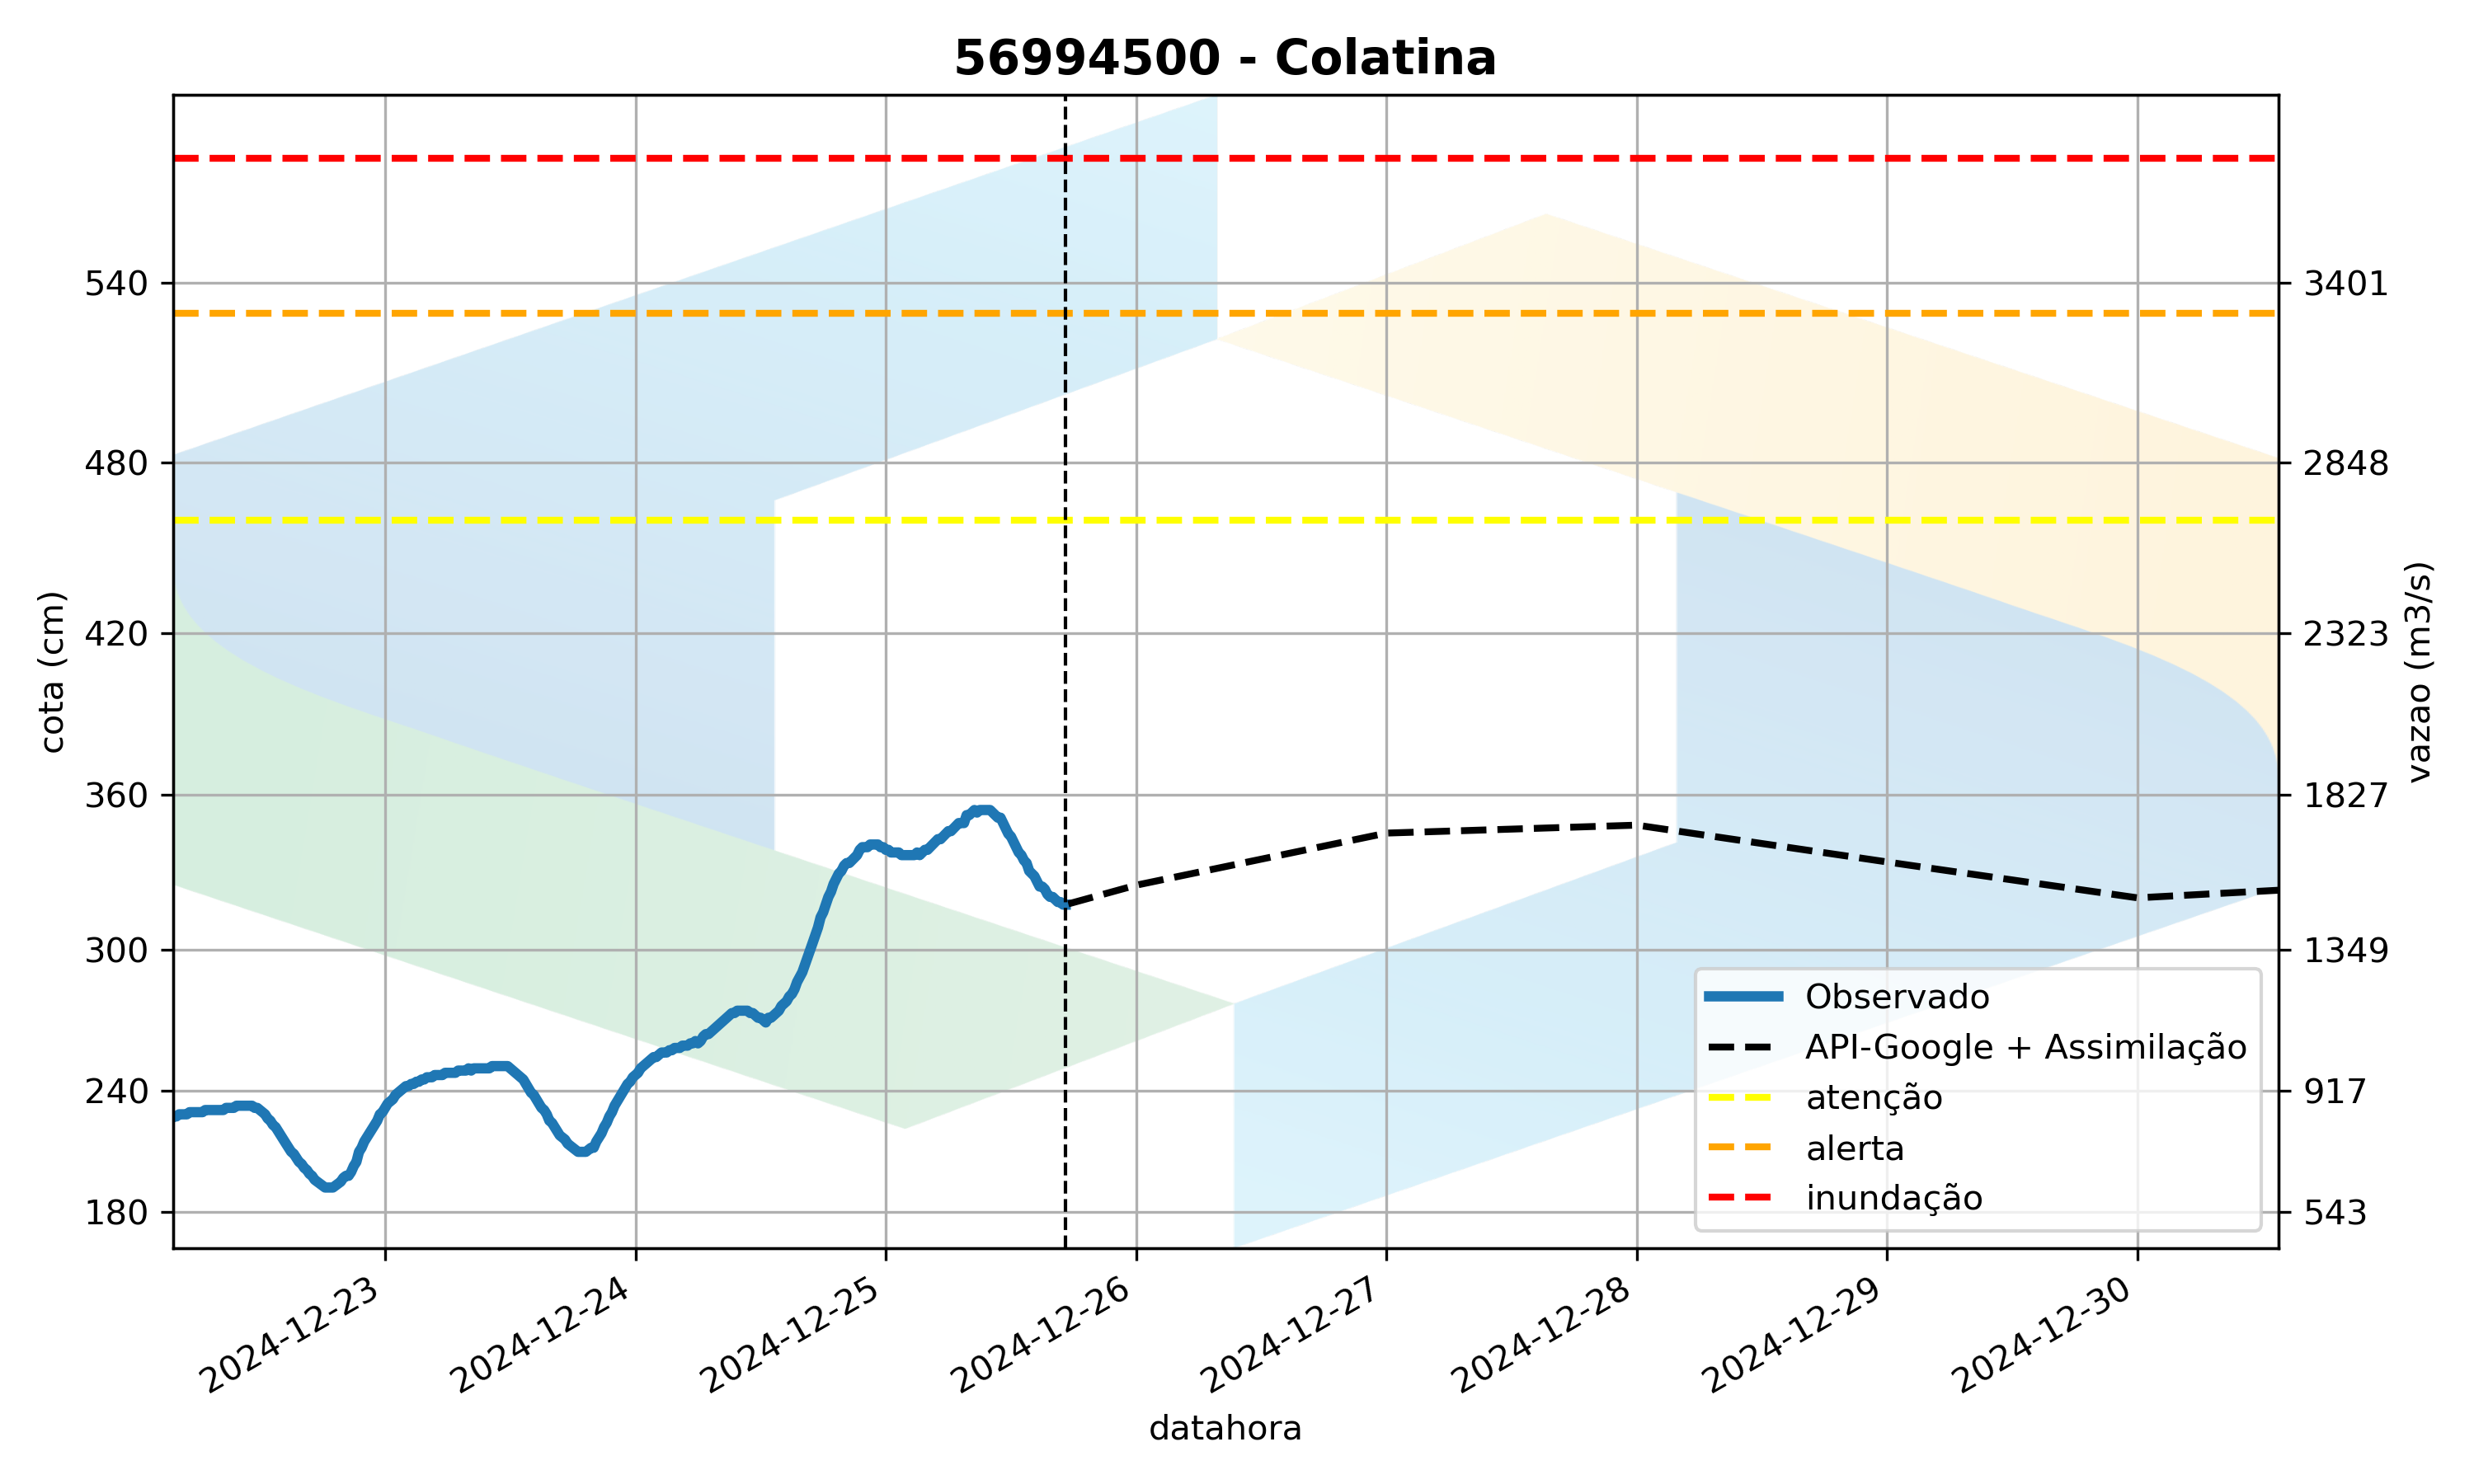 56994500 - Colatina
540
480
420
360
300
240
180
cota (cm)
3401
2848
2323
1827
1349
917
543
vazao (m3/s)
Observado
API-Google + Assimilação
atenção
alerta
inundação
2024-12-23
2024-12-24
2024-12-25
2024-12-26
2024-12-27
2024-12-28
2024-12-29
2024-12-30
datahora